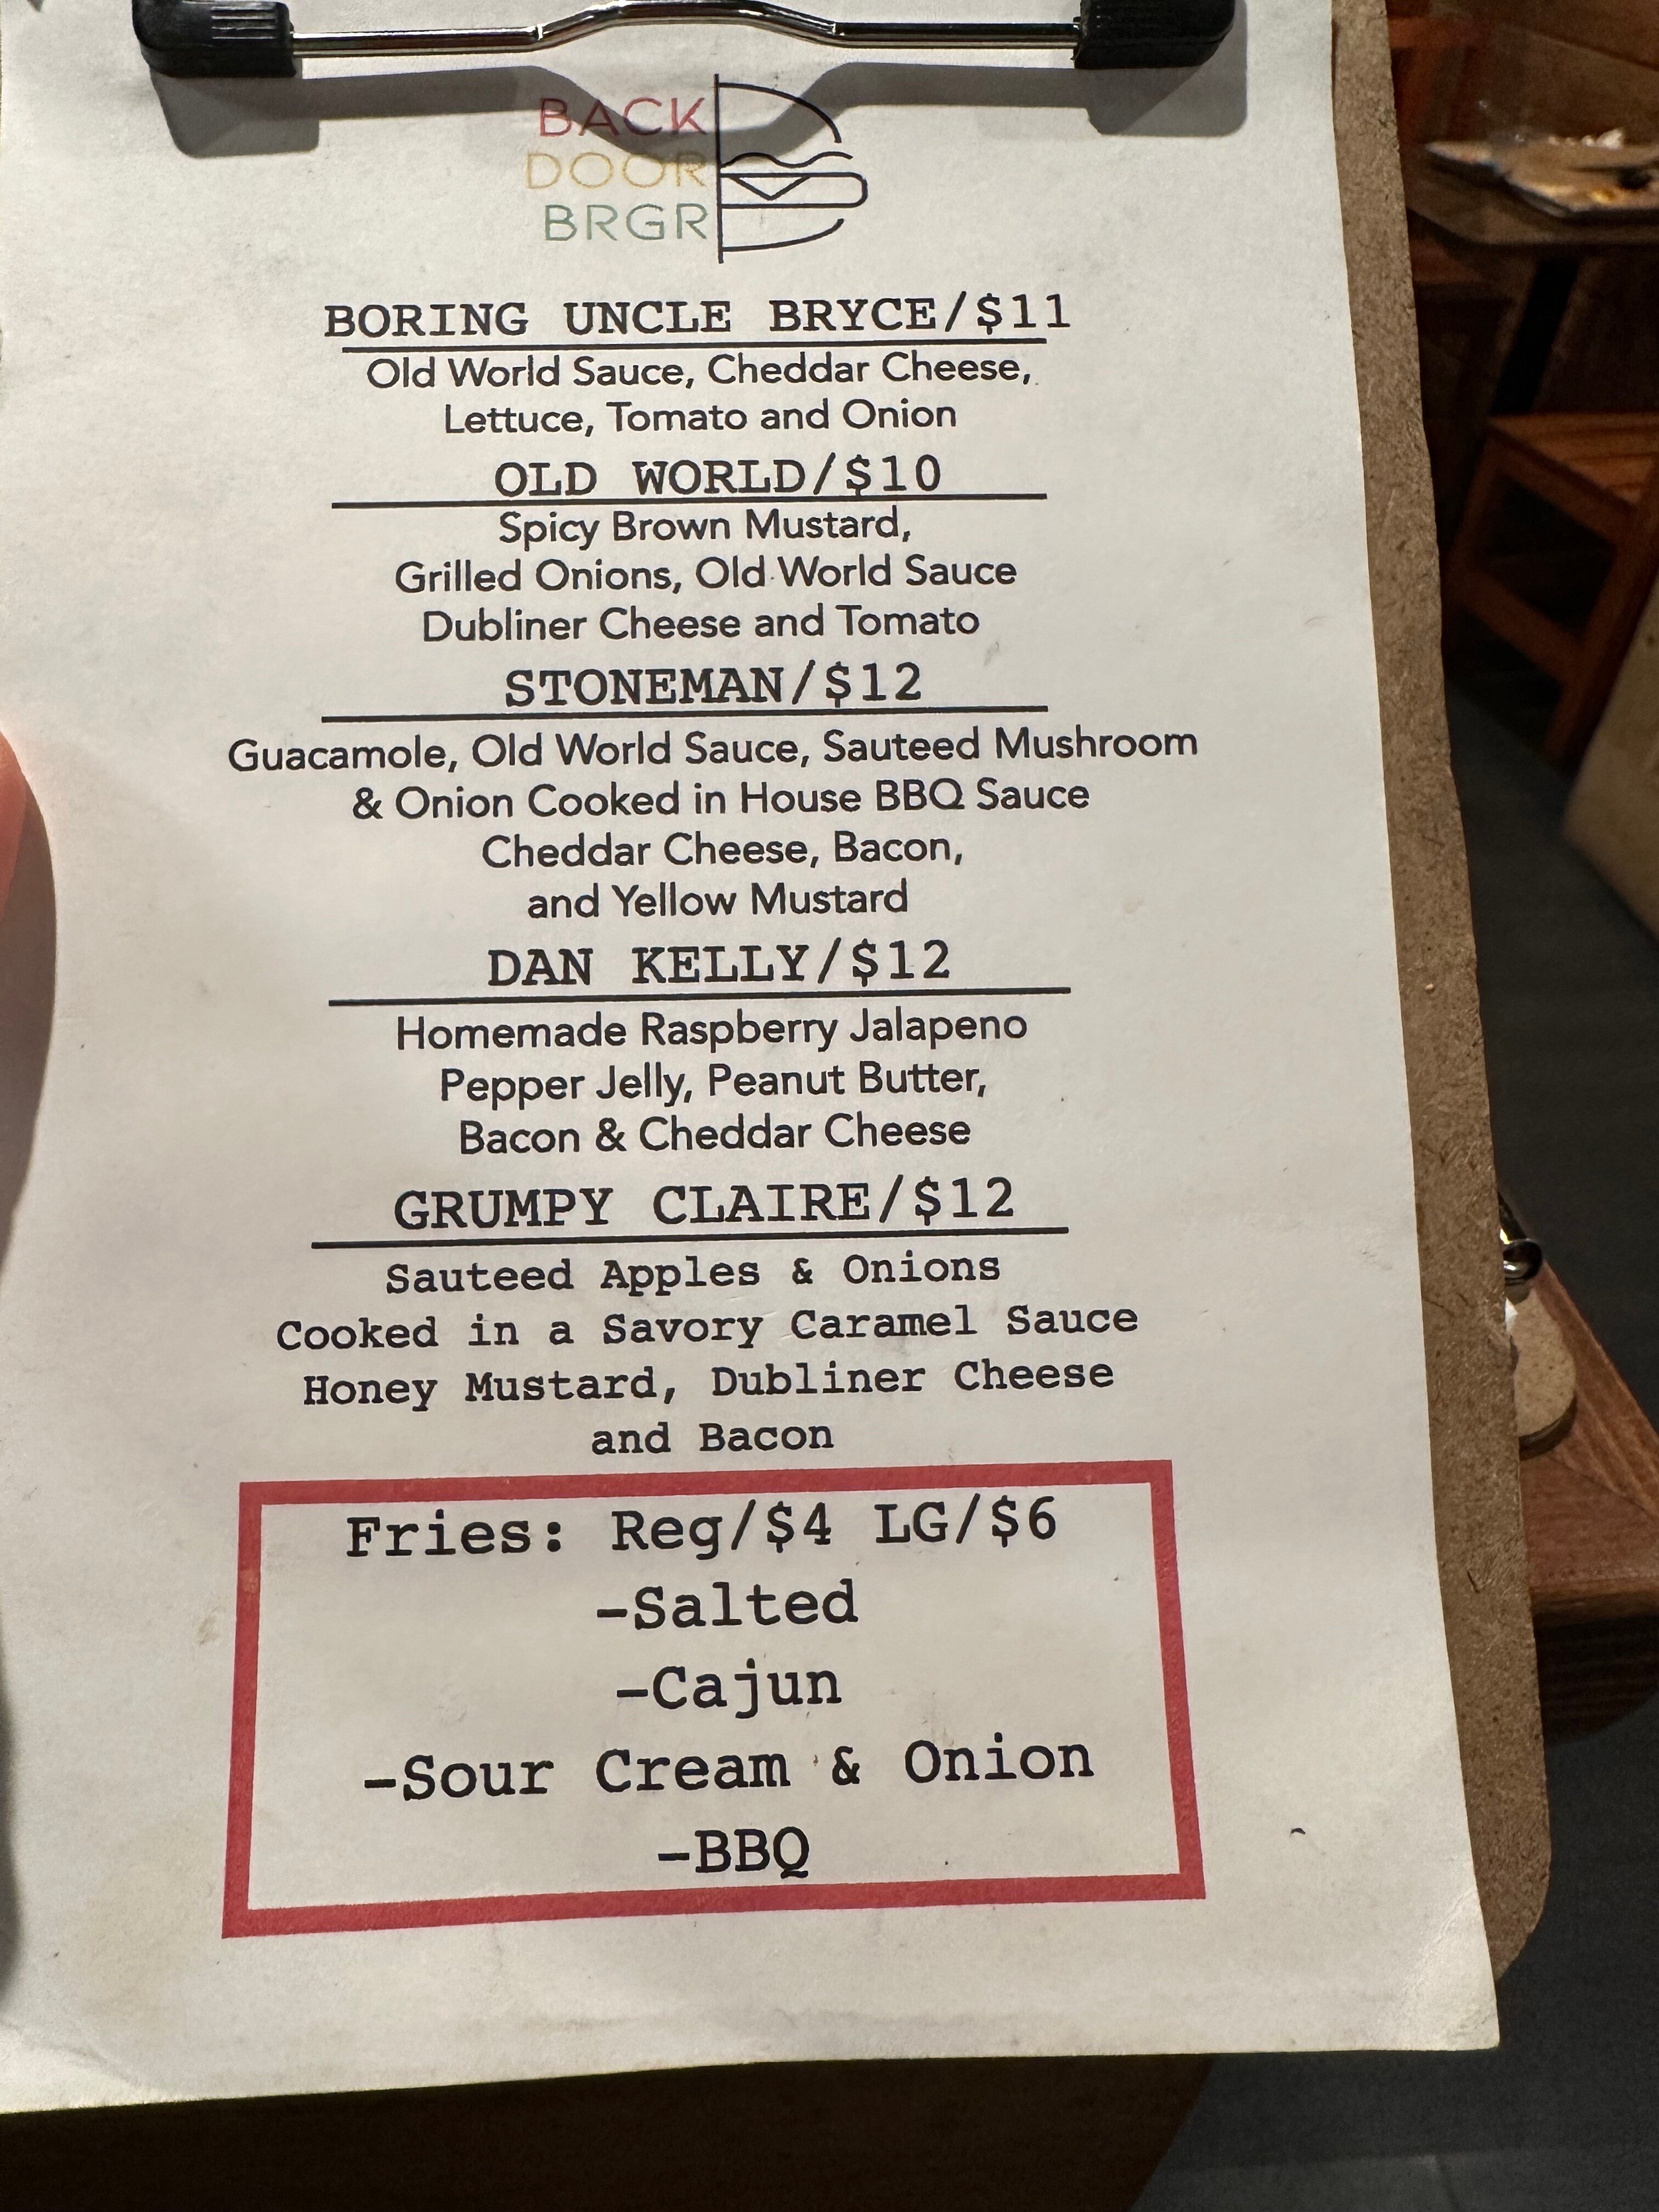 BACK
DOOR
BRGR
BORING UNCLE BRYCE/$11
Old World Sauce, Cheddar Cheese,
Lettuce, Tomato and Onion
OLD WORLD/$10
Spicy Brown Mustard,
Grilled Onions, Old World Sauce
Dubliner Cheese and Tomato
STONEMAN/$12
Guacamole, Old World Sauce, Sauteed Mushroom
& Onion Cooked in House BBQ Sauce
Cheddar Cheese, Bacon,
and Yellow Mustard
DAN KELLY/$12
Homemade Raspberry Jalapeno
Pepper Jelly, Peanut Butter,
Bacon & Cheddar Cheese
GRUMPY CLAIRE/$12
Sauteed Apples & Onions
Cooked in a Savory Caramel Sauce
Honey Mustard, Dubliner Cheese
and Bacon
Fries: Reg/$4 LG/$6
-Salted
-Cajun
-Sour Cream & Onion
-BBQ